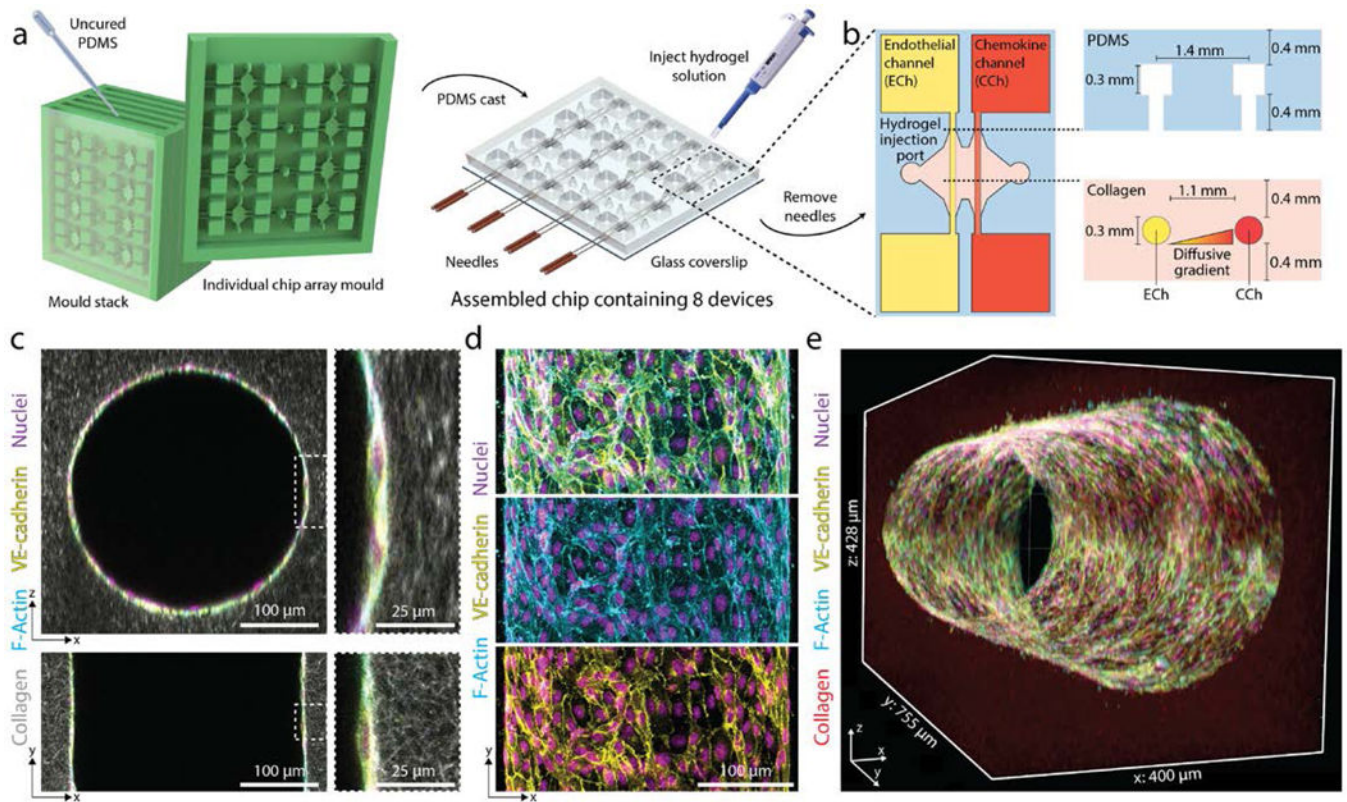 a
Uncured
PDMS
Mould stack
Individual chip array mould
PDMS cast
Inject hydrogel
solution
Needles
Glass coverslip
Assembled chip containing 8 devices
Remove
needles
b
Endothelial
channel
(ECh)
Chemokine
channel
(CCh)
Hydrogel
injection
port
PDMS
1.4 mm
0.4 mm
0.3 mm
0.4 mm
Collagen
1.1 mm
0.4 mm
0.3 mm
Diffusive
gradient
0.4 mm
ECh
CCh
c
Collagen F-Actin VE-cadherin Nuclei
z
x
100 µm
25 µm
y
x
100 µm
25 µm
d
F-Actin VE-cadherin Nuclei
y
x
100 µm
e
Collagen F-Actin VE-cadherin Nuclei
z: 428 µm
y: 755 µm
x: 400 µm
z
x
y